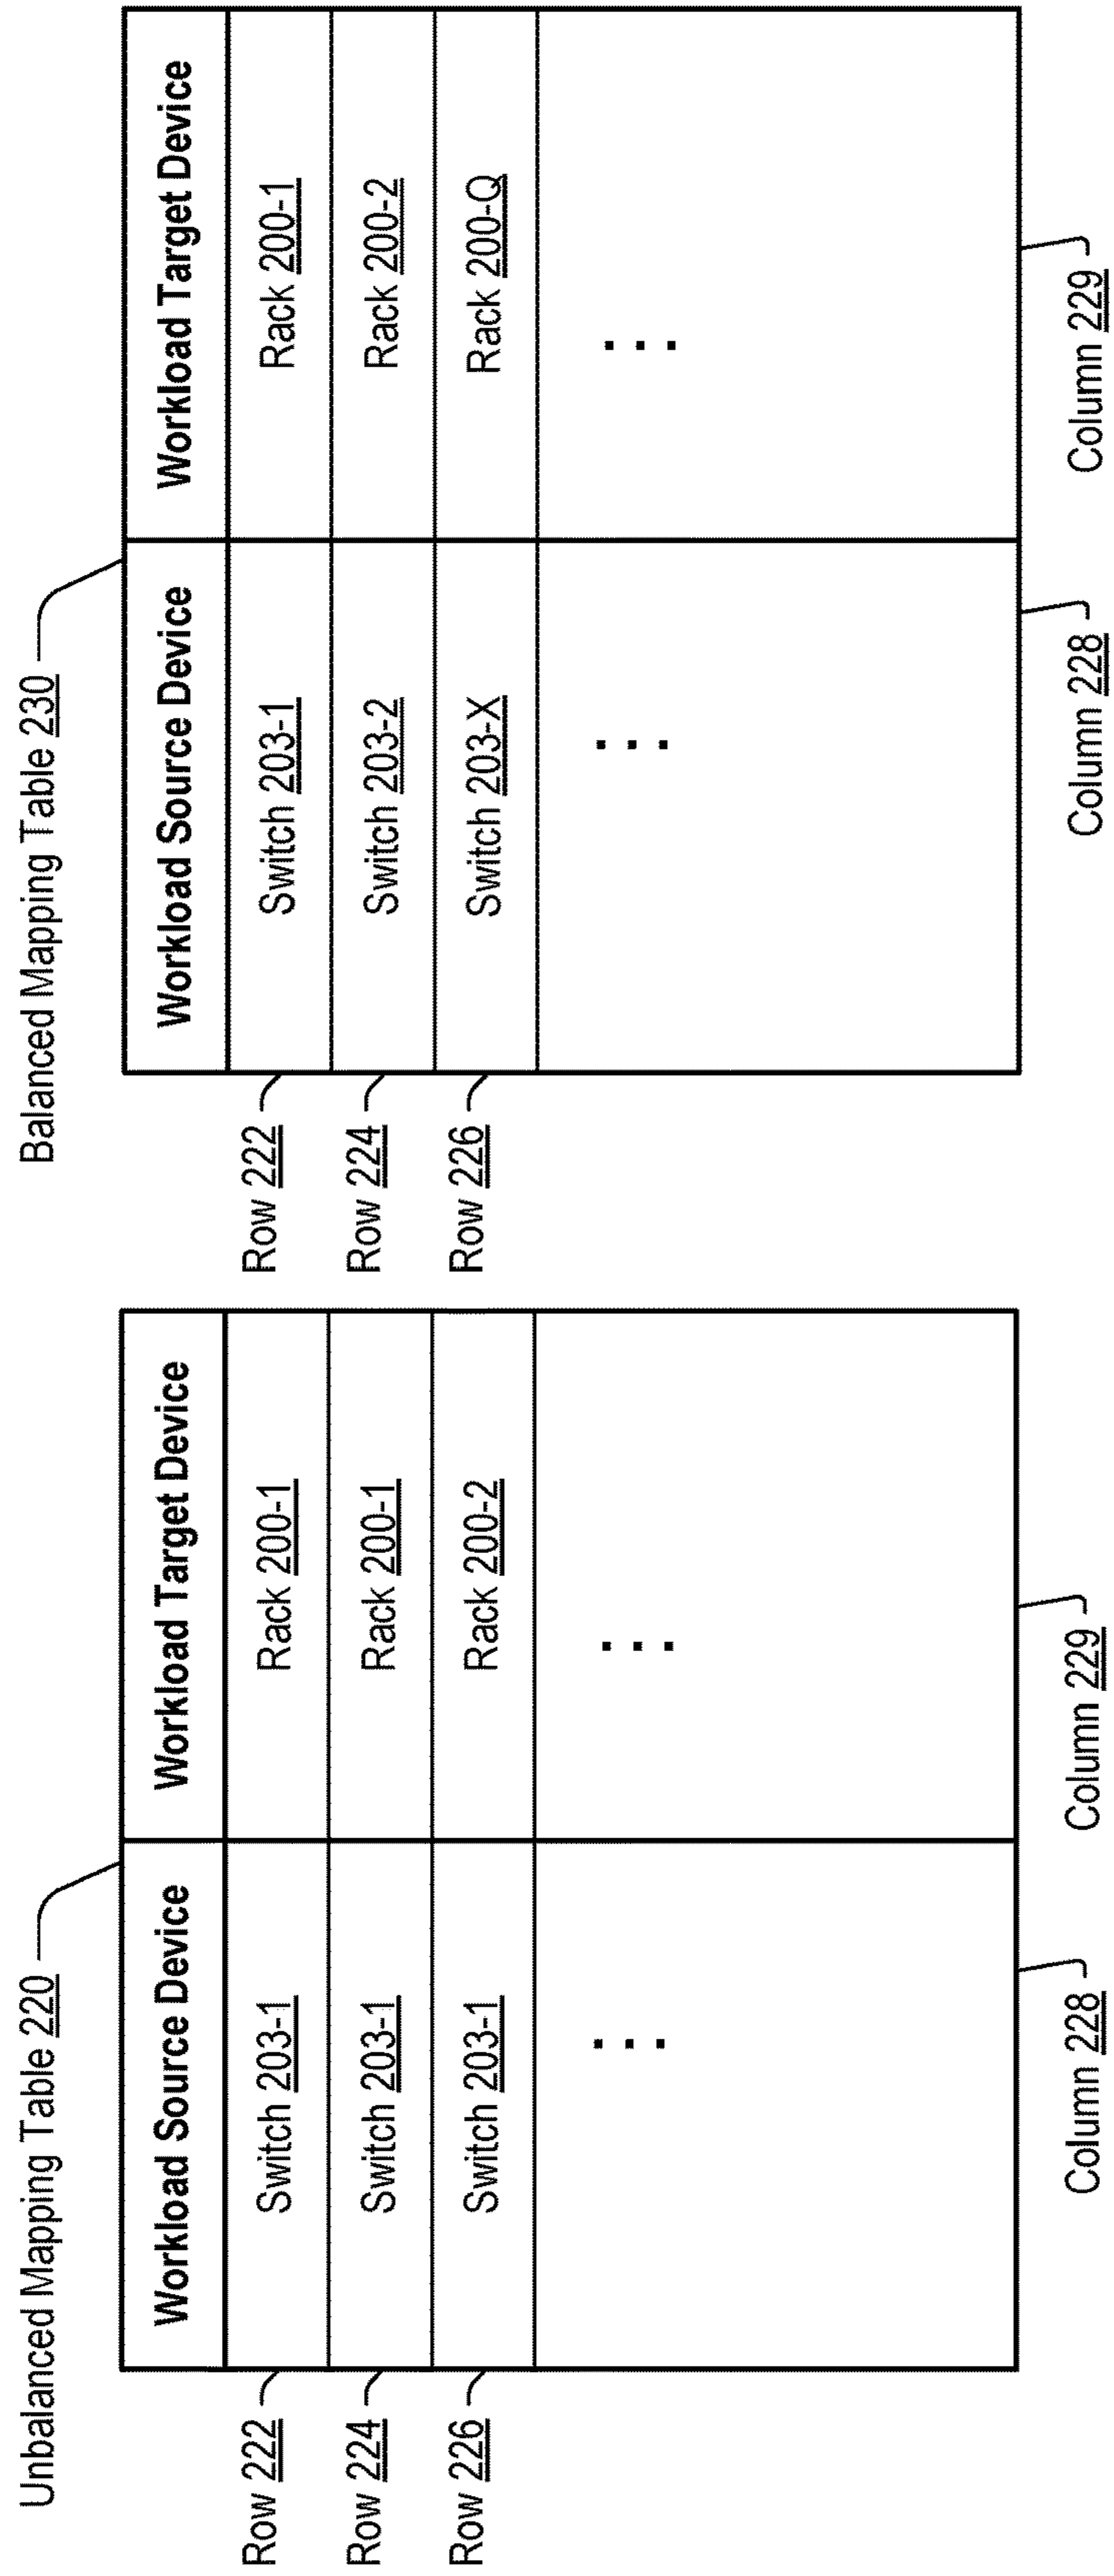 Unbalanced Mapping Table 220
Workload Source Device
Workload Target Device
Row 222
Switch 203-1
Rack 200-1
Row 224
Switch 203-1
Rack 200-1
Row 226
Switch 203-1
Rack 200-2
. . .
. . .
Column 228
Column 229
Balanced Mapping Table 230
Workload Source Device
Workload Target Device
Row 222
Switch 203-1
Rack 200-1
Row 224
Switch 203-2
Rack 200-2
Row 226
Switch 203-X
Rack 200-Q
. . .
. . .
Column 228
Column 229